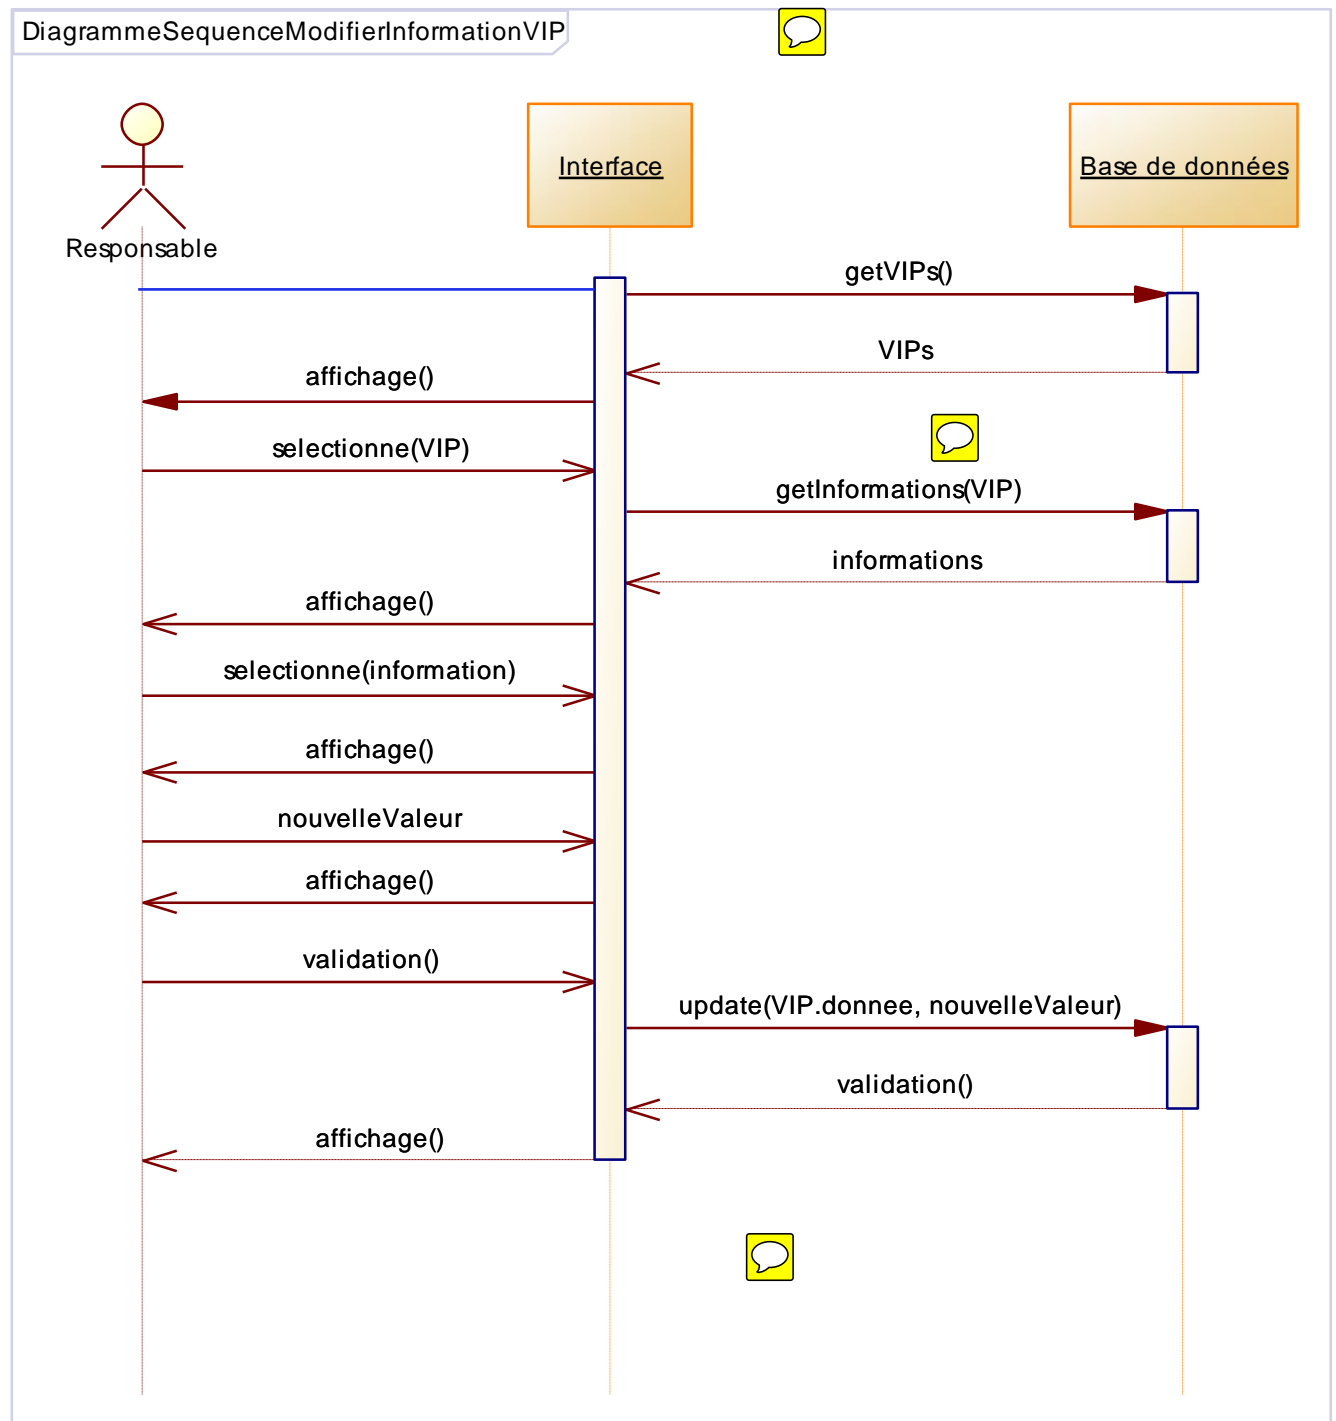 DiagrammeSequenceModifierInformationVIP
Responsable
Interface
Base de données
getVIPs()
VIPs
affichage()
selectionne(VIP)
getInformations(VIP)
informations
affichage()
selectionne(information)
affichage()
nouvelleValeur
affichage()
validation()
update(VIP.donnee, nouvelleValeur)
validation()
affichage()